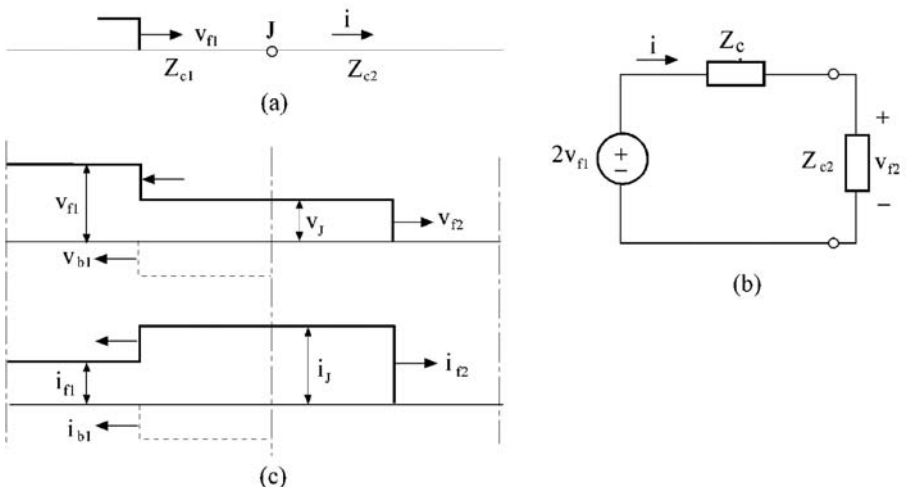 v_f1
J
i
Z_c1
Z_c2
(a)
i
Z_c
2v_f1
+
−
Z_c2
+
v_f2
−
(b)
v_f1
v_J
v_f2
v_b1
i_f1
i_J
i_f2
i_b1
(c)